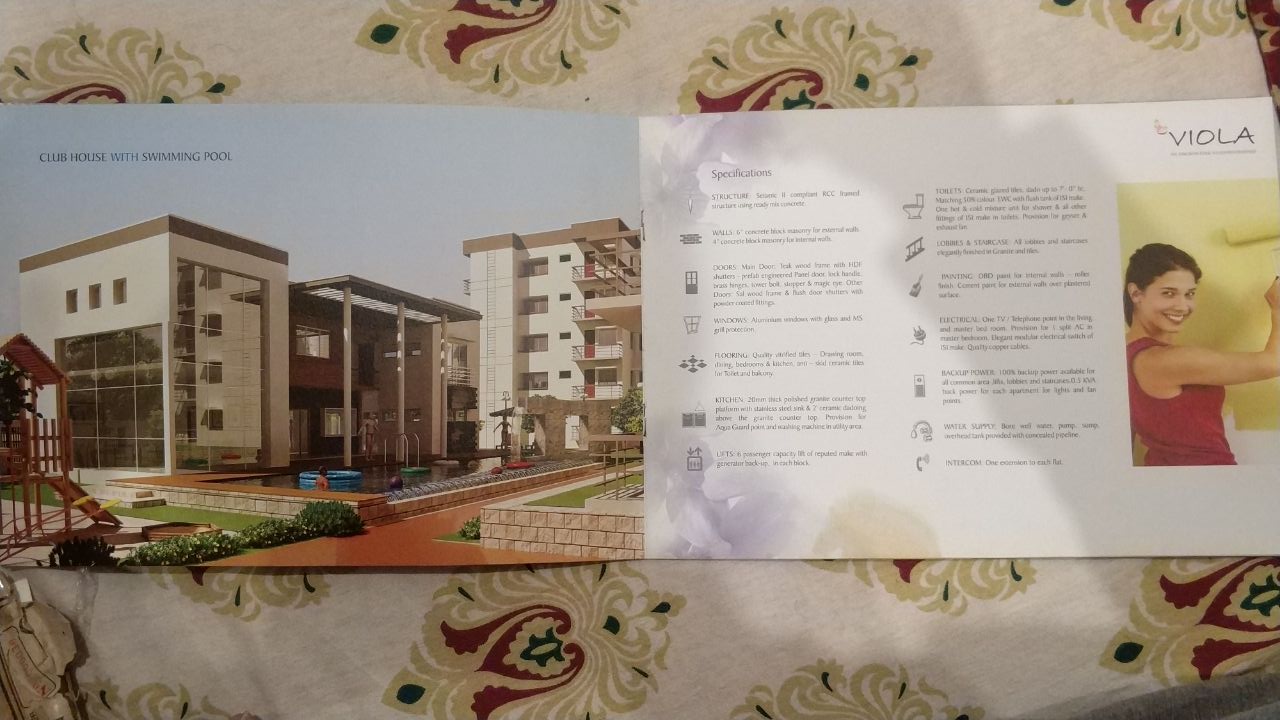 CLUB HOUSE WITH SWIMMING POOL
VIOLA
Specifications
STRUCTURE: Seismic II compliant RCC framed
structure using ready mix concrete.
WALLS: 6" concrete block masonry for external walls
4" concrete block masonry for internal walls.
DOORS: Main Door: Teak wood frame with HDF
shutters - prefab engineered Panel door, lock handle,
brass hinges, tower bolt, stopper & magic eye. Other
Doors: Sal wood frame & flush door shutters with
powder coated fittings.
WINDOWS: Aluminium windows with glass and MS
grill protection.
FLOORING: Quality vitrified tiles - Drawing room,
dining, bedrooms & kitchen, anti - skid ceramic tiles
for Toilet and balcony.
KITCHEN: 20mm thick polished granite counter top
platform with stainless steel sink & 2' ceramic dadoing
above the granite counter top. Provision for
Aqua Guard point and washing machine in utility area.
LIFTS: 6 passenger capacity lift of reputed make with
generator back-up, in each block.
TOILETS: Ceramic glazed tiles, dado up to 7'- 0" ht.
Matching 50% colour. EWC with flush tank of ISI make.
One hot & cold mixture unit for shower & all other
fittings of ISI make in toilets. Provision for geyser &
exhaust fan.
LOBBIES & STAIRCASE: All lobbies and staircases
elegantly finished in Granite and tiles.
PAINTING: OBD paint for internal walls - roller
finish. Cement paint for external walls over plastered
surface.
ELECTRICAL: One TV / Telephone point in the living
and master bed room. Provision for 1 split AC in
master bedroom. Elegant modular electrical switch of
ISI make. Quality copper cables.
BACKUP POWER: 100% backup power available for
all common area ,lifts, lobbies and staircases 0.5 KVA
back power for each apartment for lights and fan
points.
WATER SUPPLY: Bore well water, pump, sump,
overhead tank provided with concealed pipeline.
INTERCOM: One extension to each flat.